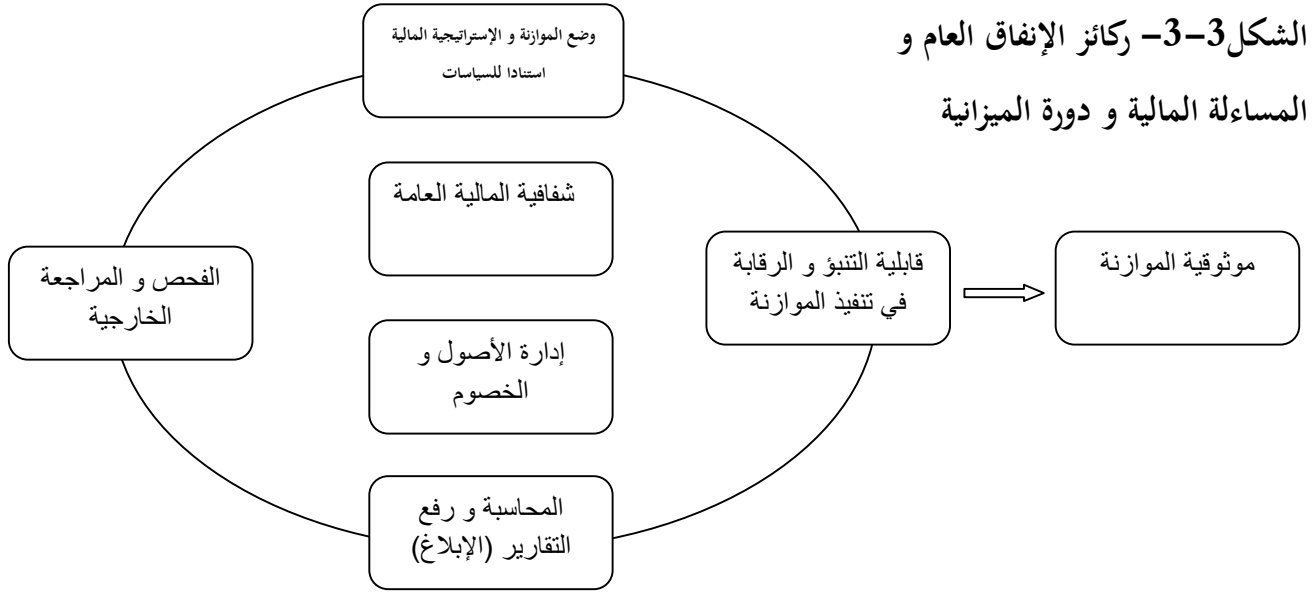 الشكل3-3- ركائز الإنفاق العام و
المساءلة المالية و دورة الميزانية
وضع الموازنة و الإستراتيجية المالية
استنادا للسياسات
شفافية المالية العامة
موثوقية الموازنة
قابلية التنبؤ و الرقابة
في تنفيذ الموازنة
الفحص و المراجعة
الخارجية
إدارة الأصول و
الخصوم
المحاسبة و رفع
التقارير (الإبلاغ)